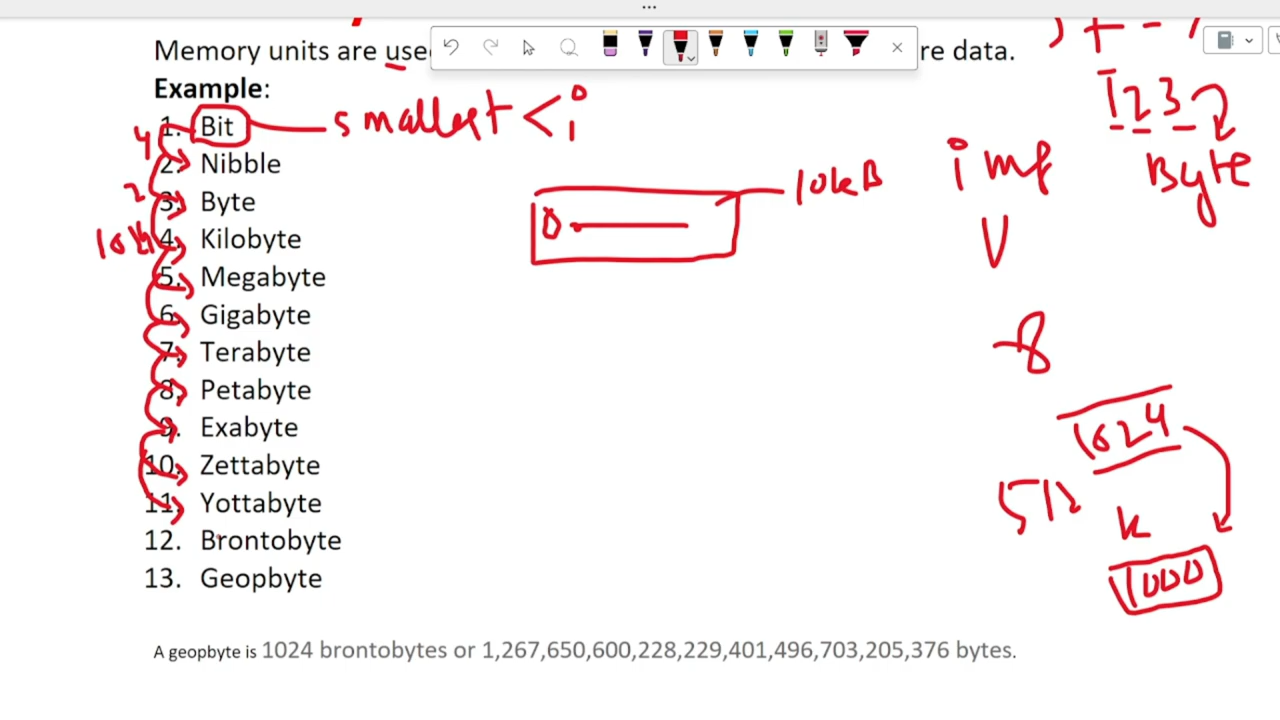 Memory units are use re data.
Example:
1. Bit smallest < 0 1
2. Nibble
3. Byte
4. Kilobyte
5. Megabyte
6. Gigabyte
7. Terabyte
8. Petabyte
9. Exabyte
10. Zettabyte
11. Yottabyte
12. Brontobyte
13. Geopbyte
A geopbyte is 1024 brontobytes or 1,267,650,600,228,229,401,496,703,205,376 bytes.
4
2
1024
10kB
123
Byte
8
1024
512
k
1000